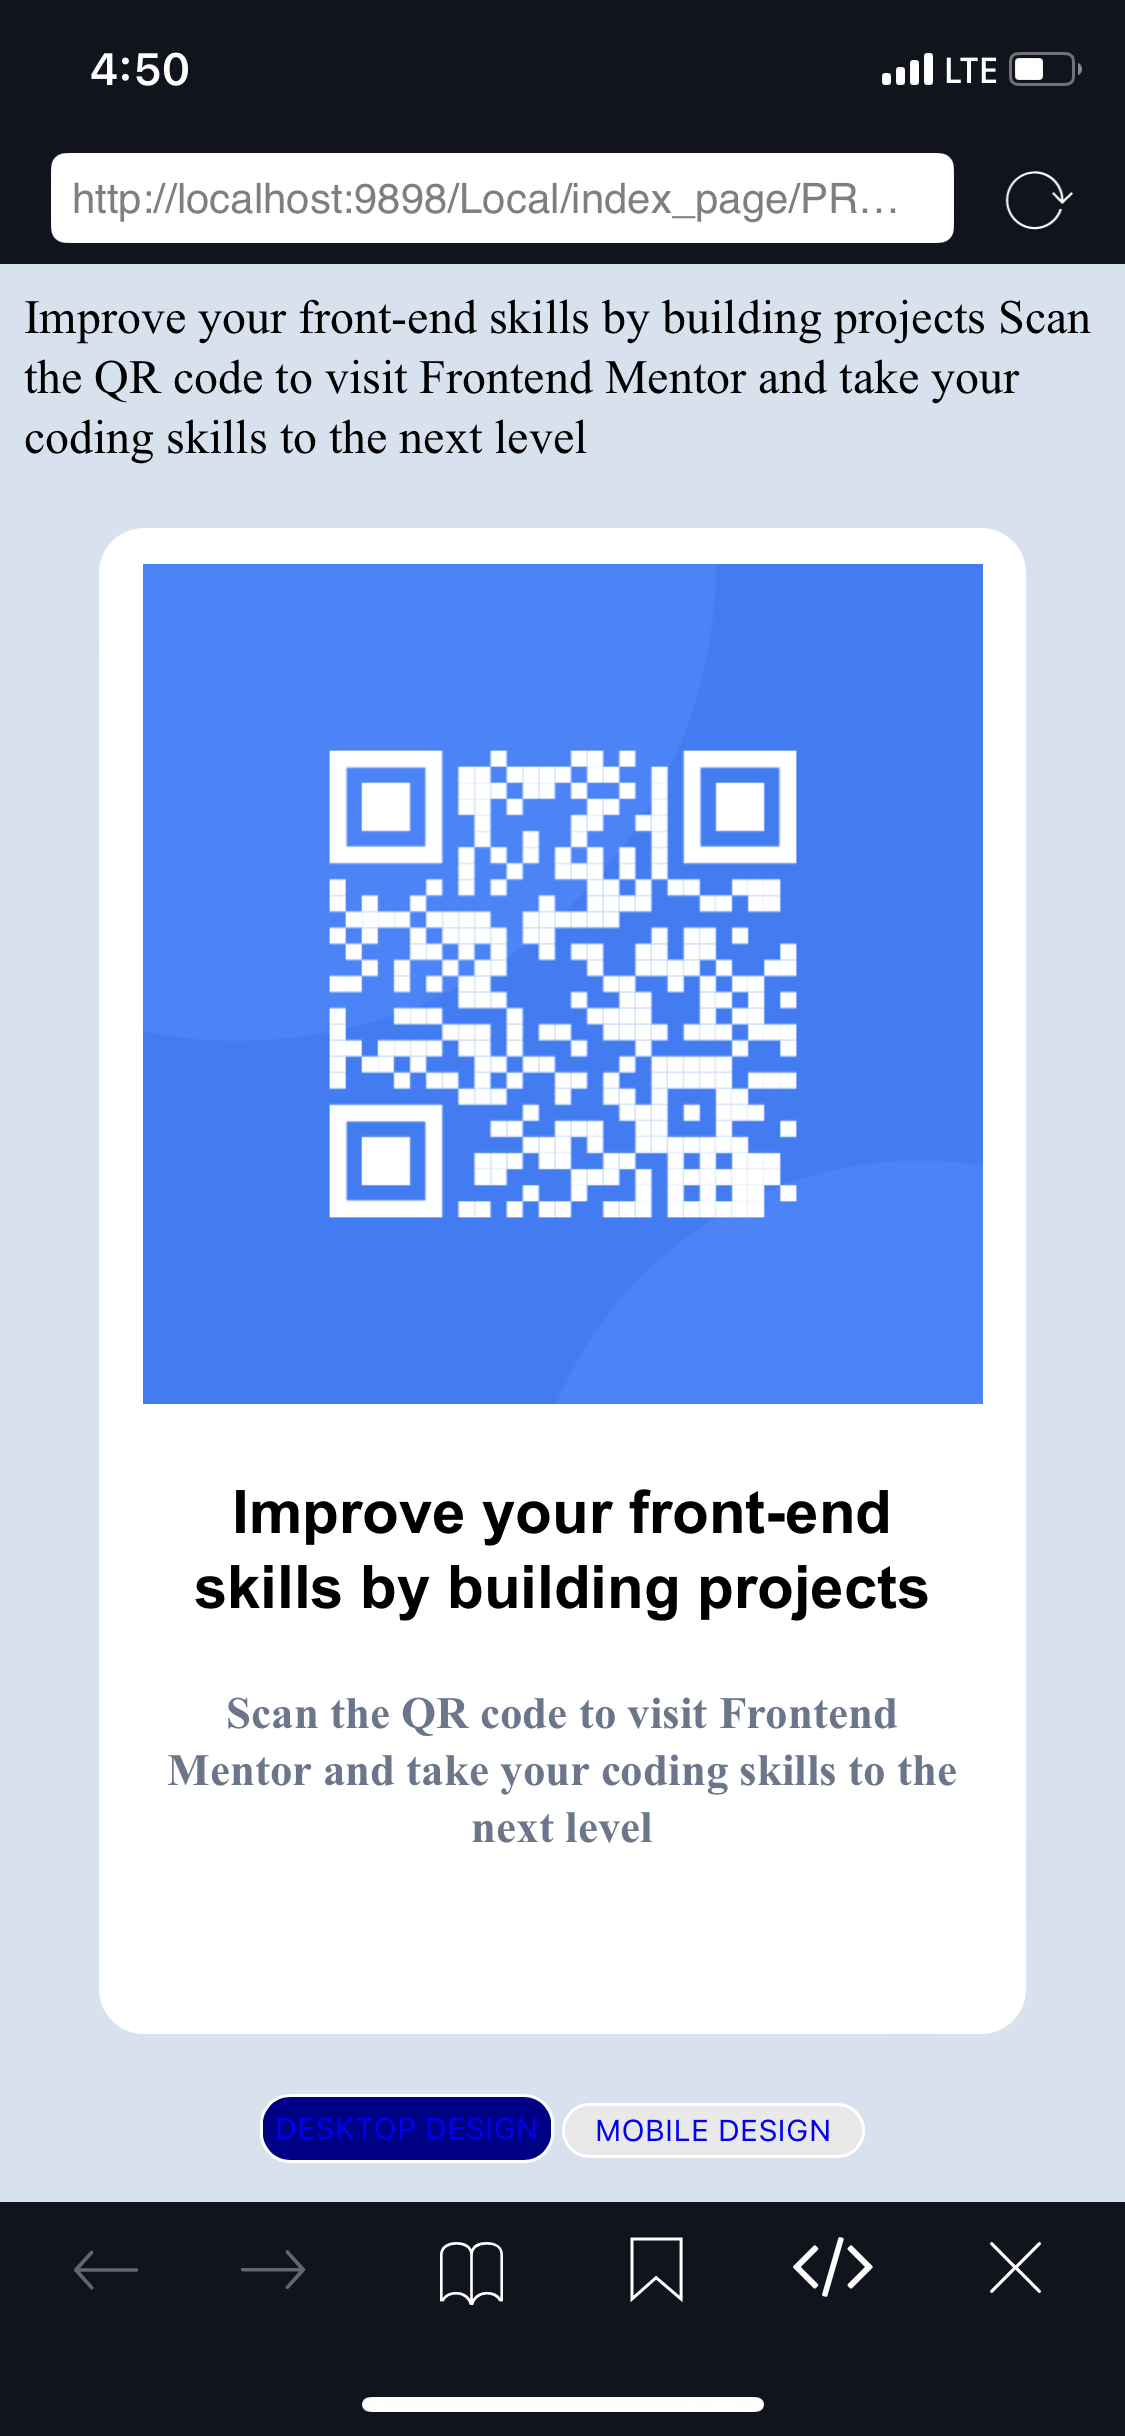 4:50
LTE
http://localhost:9898/Local/index_page/PR...
Improve your front-end skills by building projects Scan
the QR code to visit Frontend Mentor and take your
coding skills to the next level
Improve your front-end
skills by building projects
Scan the QR code to visit Frontend
Mentor and take your coding skills to the
next level
DESKTOP DESIGN
MOBILE DESIGN